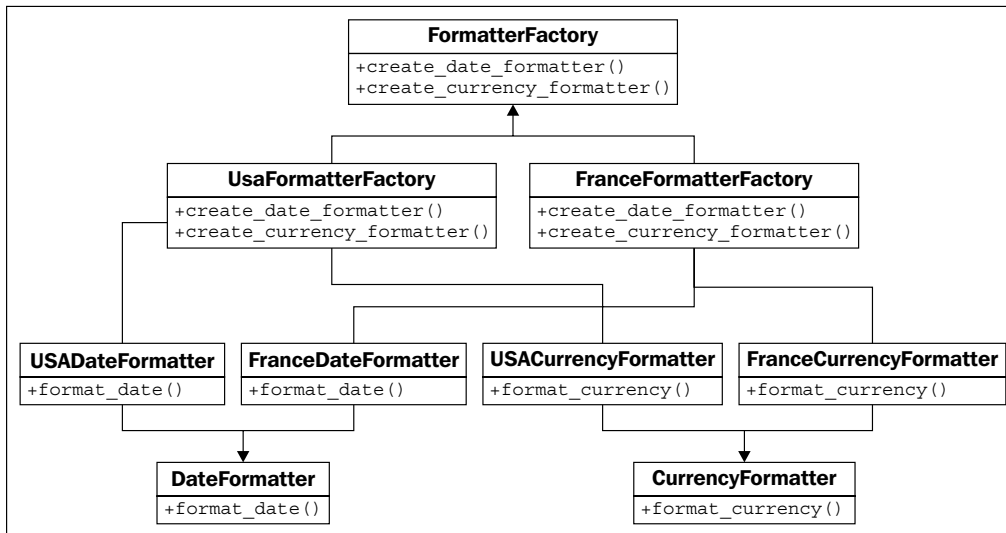 FormatterFactory
+create_date_formatter()
+create_currency_formatter()
UsaFormatterFactory
+create_date_formatter()
+create_currency_formatter()
FranceFormatterFactory
+create_date_formatter()
+create_currency_formatter()
USADateFormatter
+format_date()
FranceDateFormatter
+format_date()
USACurrencyFormatter
+format_currency()
FranceCurrencyFormatter
+format_currency()
DateFormatter
+format_date()
CurrencyFormatter
+format_currency()